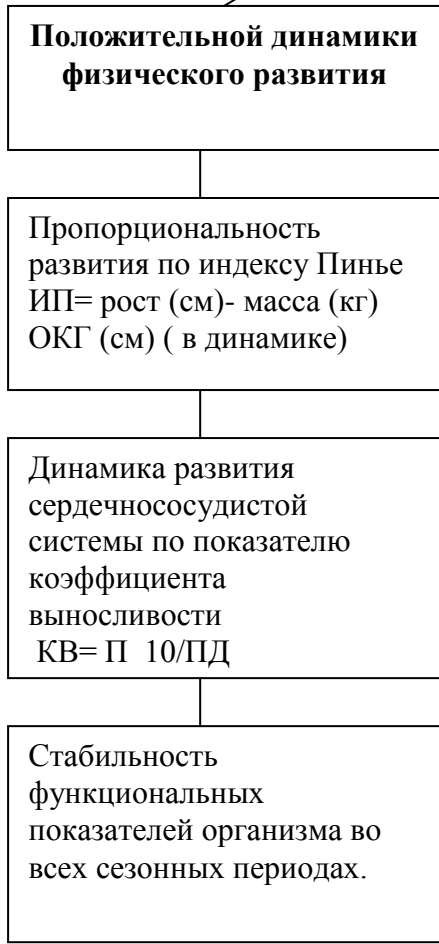 Положительной динамики
физического развития
Пропорциональность
развития по индексу Пинье
ИП= рост (см)- масса (кг)
ОКГ (см) ( в динамике)
Динамика развития
сердечнососудистой
системы по показателю
коэффициента
выносливости
КВ= П  10/ПД
Стабильность
функциональных
показателей организма во
всех сезонных периодах.